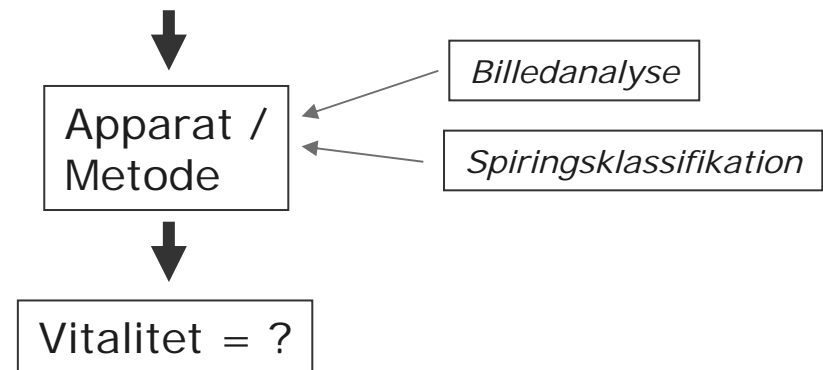 Billedanalyse
Apparat /
Metode
Spiringsklassifikation
Vitalitet = ?